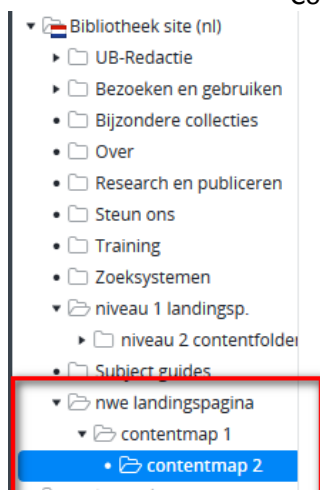 Bibliotheek site (nl)
UB-Redactie
Bezoeken en gebruiken
Bijzondere collecties
Over
Research en publiceren
Steun ons
Training
Zoeksystemen
niveau 1 landingsp.
niveau 2 contentfolder
Subject guides
nwe landingspagina
contentmap 1
contentmap 2